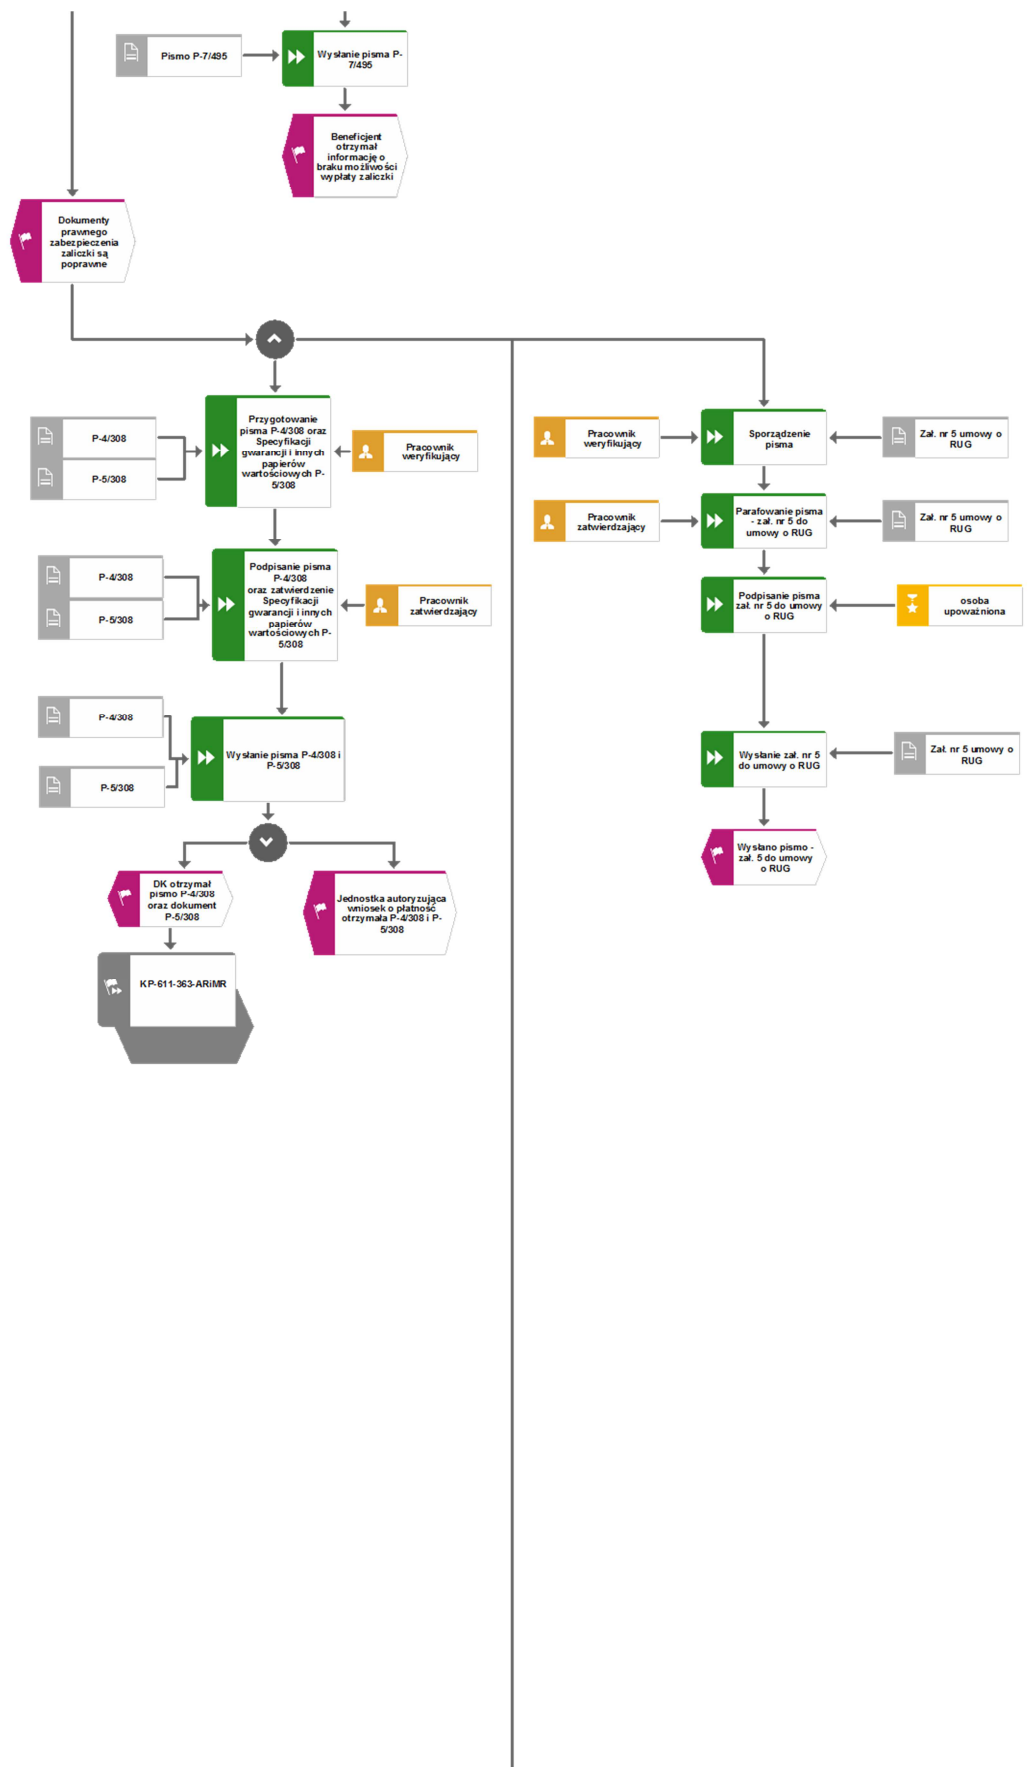 Pismo P-7/495
Wysłanie pisma P-
7/495
Beneficjent
otrzymał
informację o
braku możliwości
wypłaty zaliczki
Dokumenty
prawnego
zabezpieczenia
zaliczki są
poprawne
P-4/308
P-5/308
Przygotowanie
pisma P-4/308 oraz
Specyfikacji
gwarancji i innych
papierów
wartościowych P-
5/308
Pracownik
weryfikujący
Pracownik
weryfikujący
Sporządzenie
pisma
Zał. nr 5 umowy o
RUG
Pracownik
zatwierdzający
Parafowanie pisma
- zał. nr 5 do
umowy o RUG
Zał. nr 5 umowy o
RUG
P-4/308
P-5/308
Podpisanie pisma
P-4/308
oraz zatwierdzenie
Specyfikacji
gwarancji i innych
papierów
wartościowych P-
5/308
Pracownik
zatwierdzający
Podpisanie pisma
zał. nr 5 do umowy
o RUG
osoba
upoważniona
P-4/308
P-5/308
Wysłanie pisma P-4/308 i
P-5/308
Wysłanie zał. nr 5
do umowy o RUG
Zał. nr 5 umowy o
RUG
Wysłano pismo -
zał. 5 do umowy
o RUG
DK otrzymał
pismo P-4/308
oraz dokument
P-5/308
Jednostka autoryzująca
wniosek o płatność
otrzymała P-4/308 i P-
5/308
KP-611-363-ARiMR